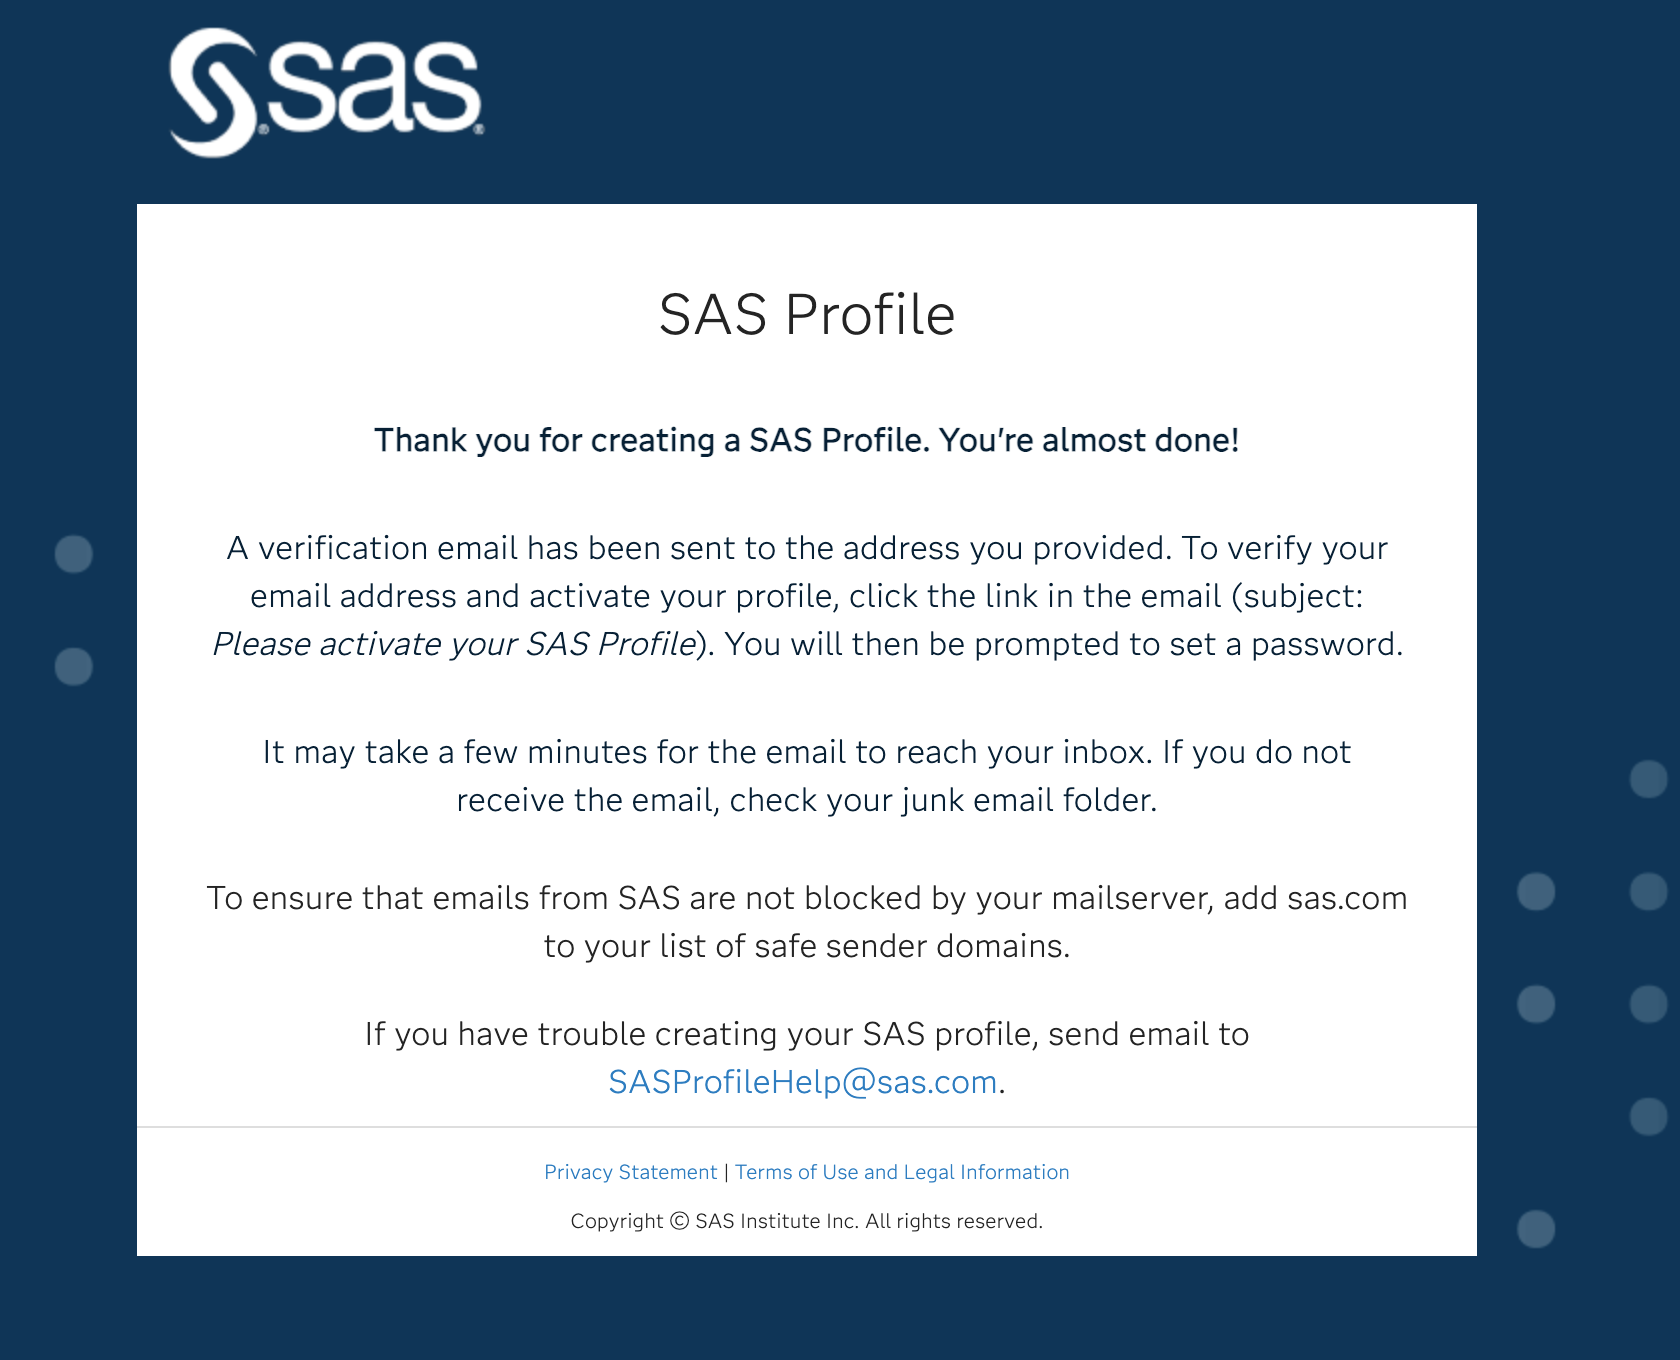 sas
SAS Profile
Thank you for creating a SAS Profile. You're almost done!
A verification email has been sent to the address you provided. To verify your
email address and activate your profile, click the link in the email (subject:
Please activate your SAS Profile). You will then be prompted to set a password.
It may take a few minutes for the email to reach your inbox. If you do not
receive the email, check your junk email folder.
To ensure that emails from SAS are not blocked by your mailserver, add sas.com
to your list of safe sender domains.
If you have trouble creating your SAS profile, send email to
SASProfileHelp@sas.com.
Privacy Statement | Terms of Use and Legal Information
Copyright © SAS Institute Inc. All rights reserved.